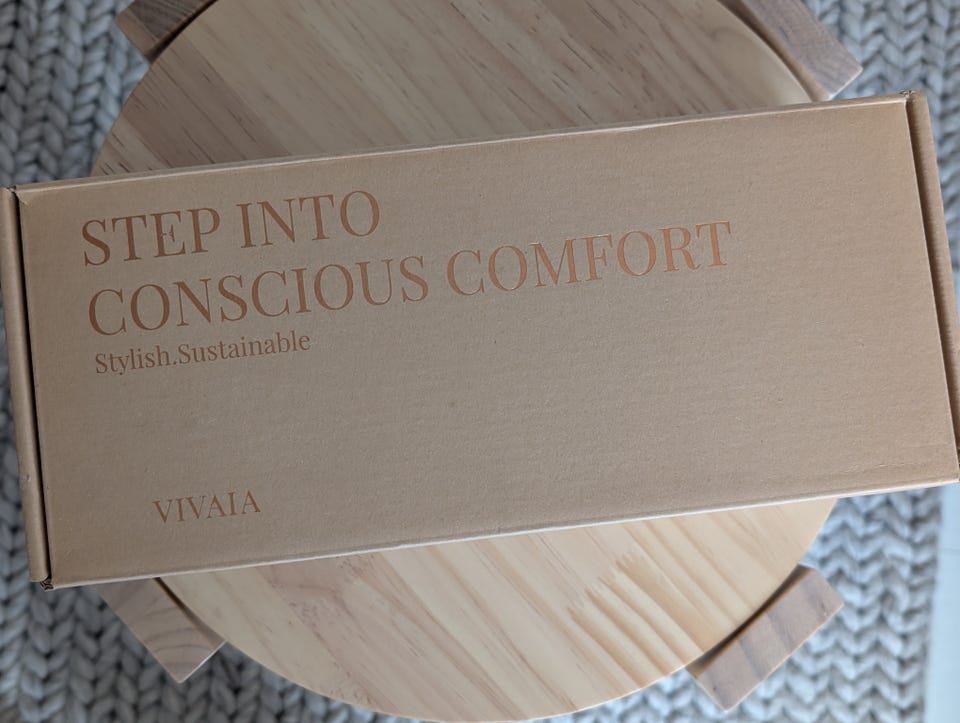 STEP INTO
CONSCIOUS COMFORT
Stylish.Sustainable
VIVAIA